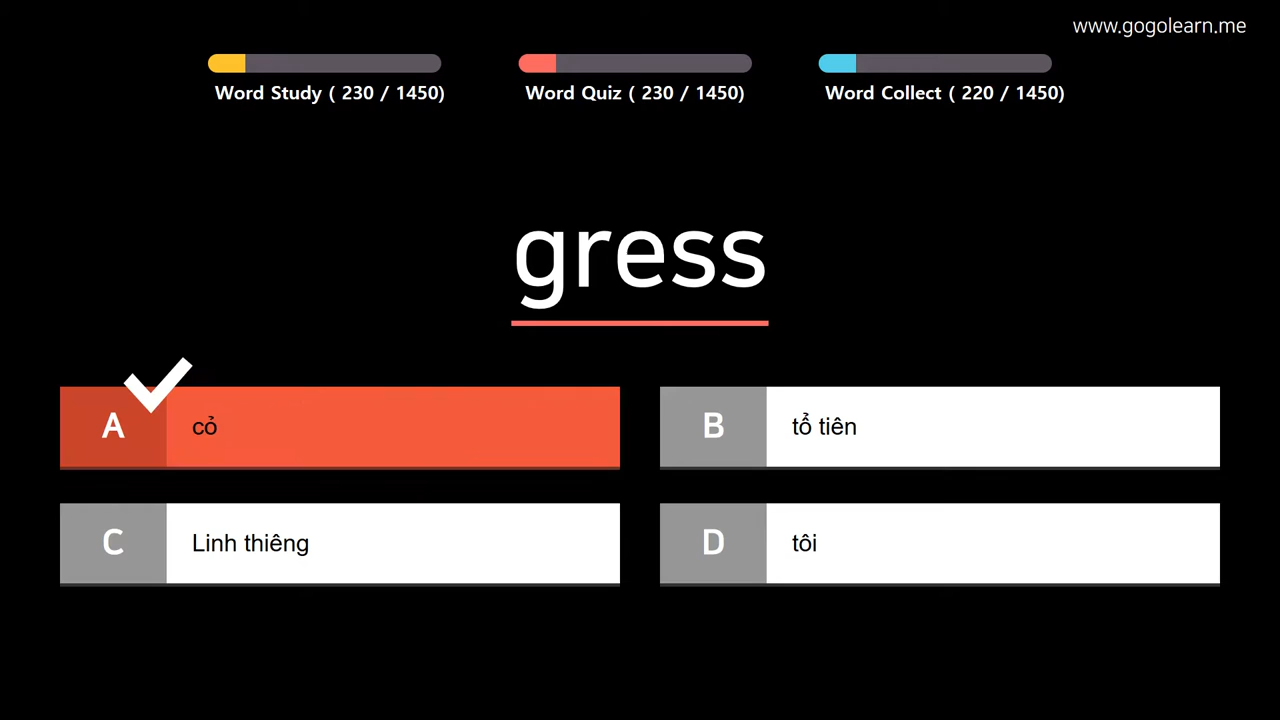 www.gogolearn.me
Word Study ( 230 / 1450)
Word Quiz ( 230 / 1450)
Word Collect ( 220 / 1450)
gress
A
cỏ
B
tổ tiên
C
Linh thiêng
D
tôi